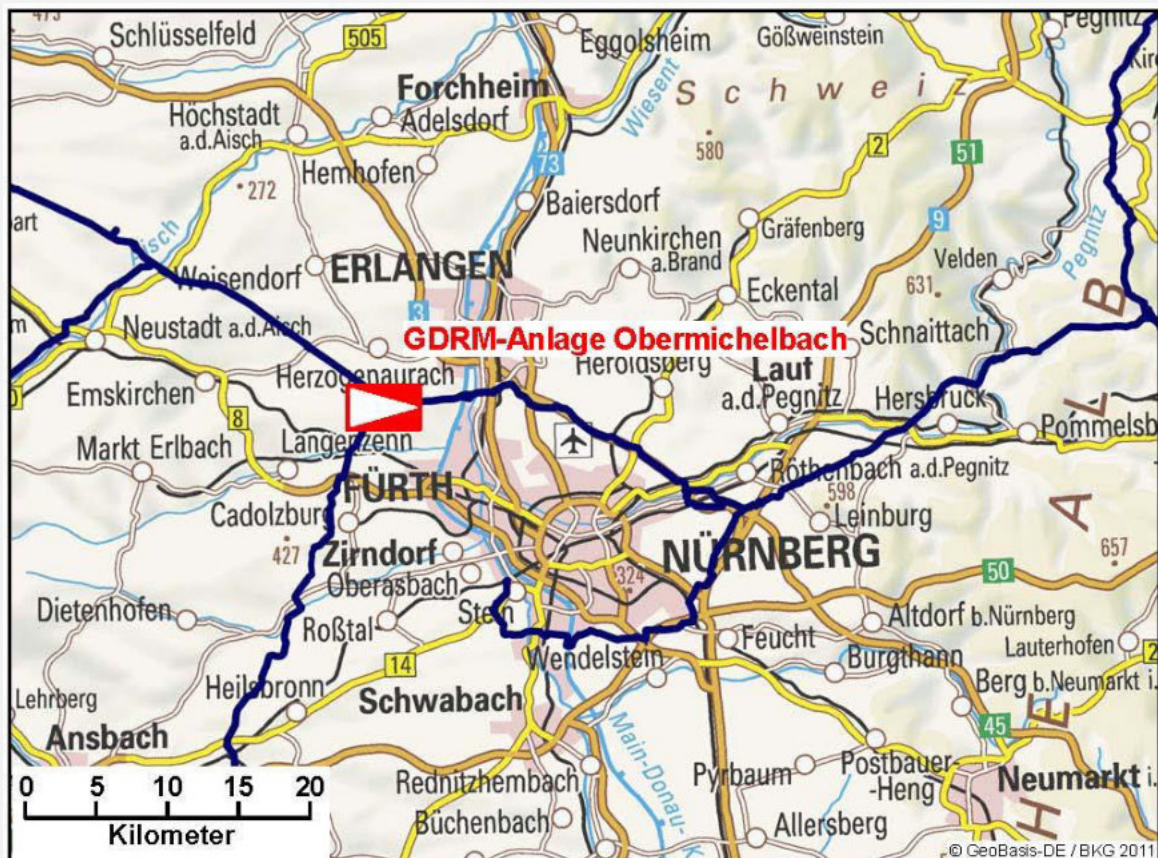 473
Schlüsselfeld
505
Eggolsheim
Gößweinstein
Pegnitz
Forchheim
Wiesent
Schweiz
Höchstadt
a.d.Aisch
Adelsdorf
73
580
2
51
Hemhofen
272
Baiersdorf
Gräfenberg
9
Pegnitz
Aisch
Neunkirchen
a.Brand
Velden
Weisendorf
ERLANGEN
Eckental
631
3
Neustadt a.d.Aisch
GDRM-Anlage Obermichelbach
Schnaittach
Herzogenaurach
Heroldsberg
Lauf
a.d.Pegnitz
Emskirchen
Hersbruck
8
Pommelsb
Markt Erlbach
Langenzenn
Röthenbach a.d.Pegnitz
FÜRTH
598
Cadolzburg
Leinburg
427
Zirndorf
NÜRNBERG
657
Oberasbach
324
50
Dietenhofen
Stein
Altdorf b.Nürnberg
Roßtal
Feucht
Lauterhofen
14
Wendelstein
Burgthann
2
Lehrberg
Heilsbronn
Schwabach
Berg b.Neumarkt i.
Ansbach
45
Main-Donau-K
ALB
HE
0 5 10 15 20
Kilometer
Rednitzhembach
Pyrbaum
Postbauer-
-Heng
Neumarkt i.
Büchenbach
Allersberg
© GeoBasis-DE / BKG 2011